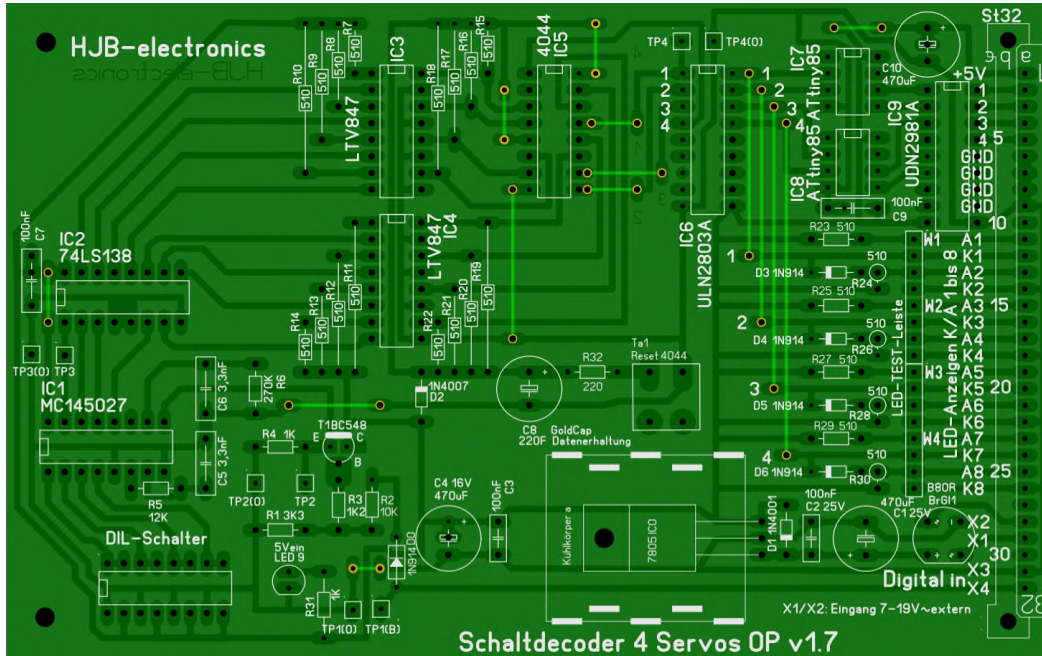 HJB-electronics
HJB-electronics
R10
510
R9
510
R8
510
R7
510
IC3
LTV847
R18
510
R17
510
R16
510
R15
510
4044
IC5
TP4
TP4(0)
IC7
ATtiny85
C10
470uF
St32
a b c
+5V
1
2
3
4
5
GND
GND
GND
GND
10
1
2
3
4
1
2
3
4
IC8
ATtiny85
IC9
UDN2981A
100nF
C9
IC6
ULN2803A
IC4
LTV847
100nF
C7
IC2
74LS138
R14
510
R13
510
R12
510
R11
510
R22
510
R21
510
R20
510
R19
510
R23 510
D3 1N914
510
R24
R25 510
D4 1N914
510
R26
R27 510
D5 1N914
510
R28
R29 510
D6 1N914
510
R30
1
2
3
4
W1
W2
W3
W4
LED-TEST-Leiste
LED-Anzeigen K/A 1 bis 8
A1
K1
A2
K2
15
A3
K3
A4
K4
A5
K5
20
A6
K6
A7
K7
A8
25
K8
TP3(0)
TP3
IC1
MC145027
C6 3,3nF
270K
R6
C5 3,3nF
R4 1K
T1BC548
E
C
B
1N4007
D2
C8
220F
GoldCap
Datenerhaltung
R32
220
Ta1
Reset 4044
R5
12K
TP2(0)
TP2
R3
1K2
R2
10K
R1 3K3
C4 16V
470uF
100nF
C3
DIL-Schalter
5Vein
LED 9
R31
1K
1N914 D0
TP1(0)
TP1(B)
Kühlkörper a
7805 IC0
D1 1N4001
100nF
C2 25V
470uF
C1 25V
B80R
BrGl1
X2
X1
30
X3
X4
Digital in
32
X1/X2: Eingang 7-19V~extern
Schaltdecoder 4 Servos OP v1.7